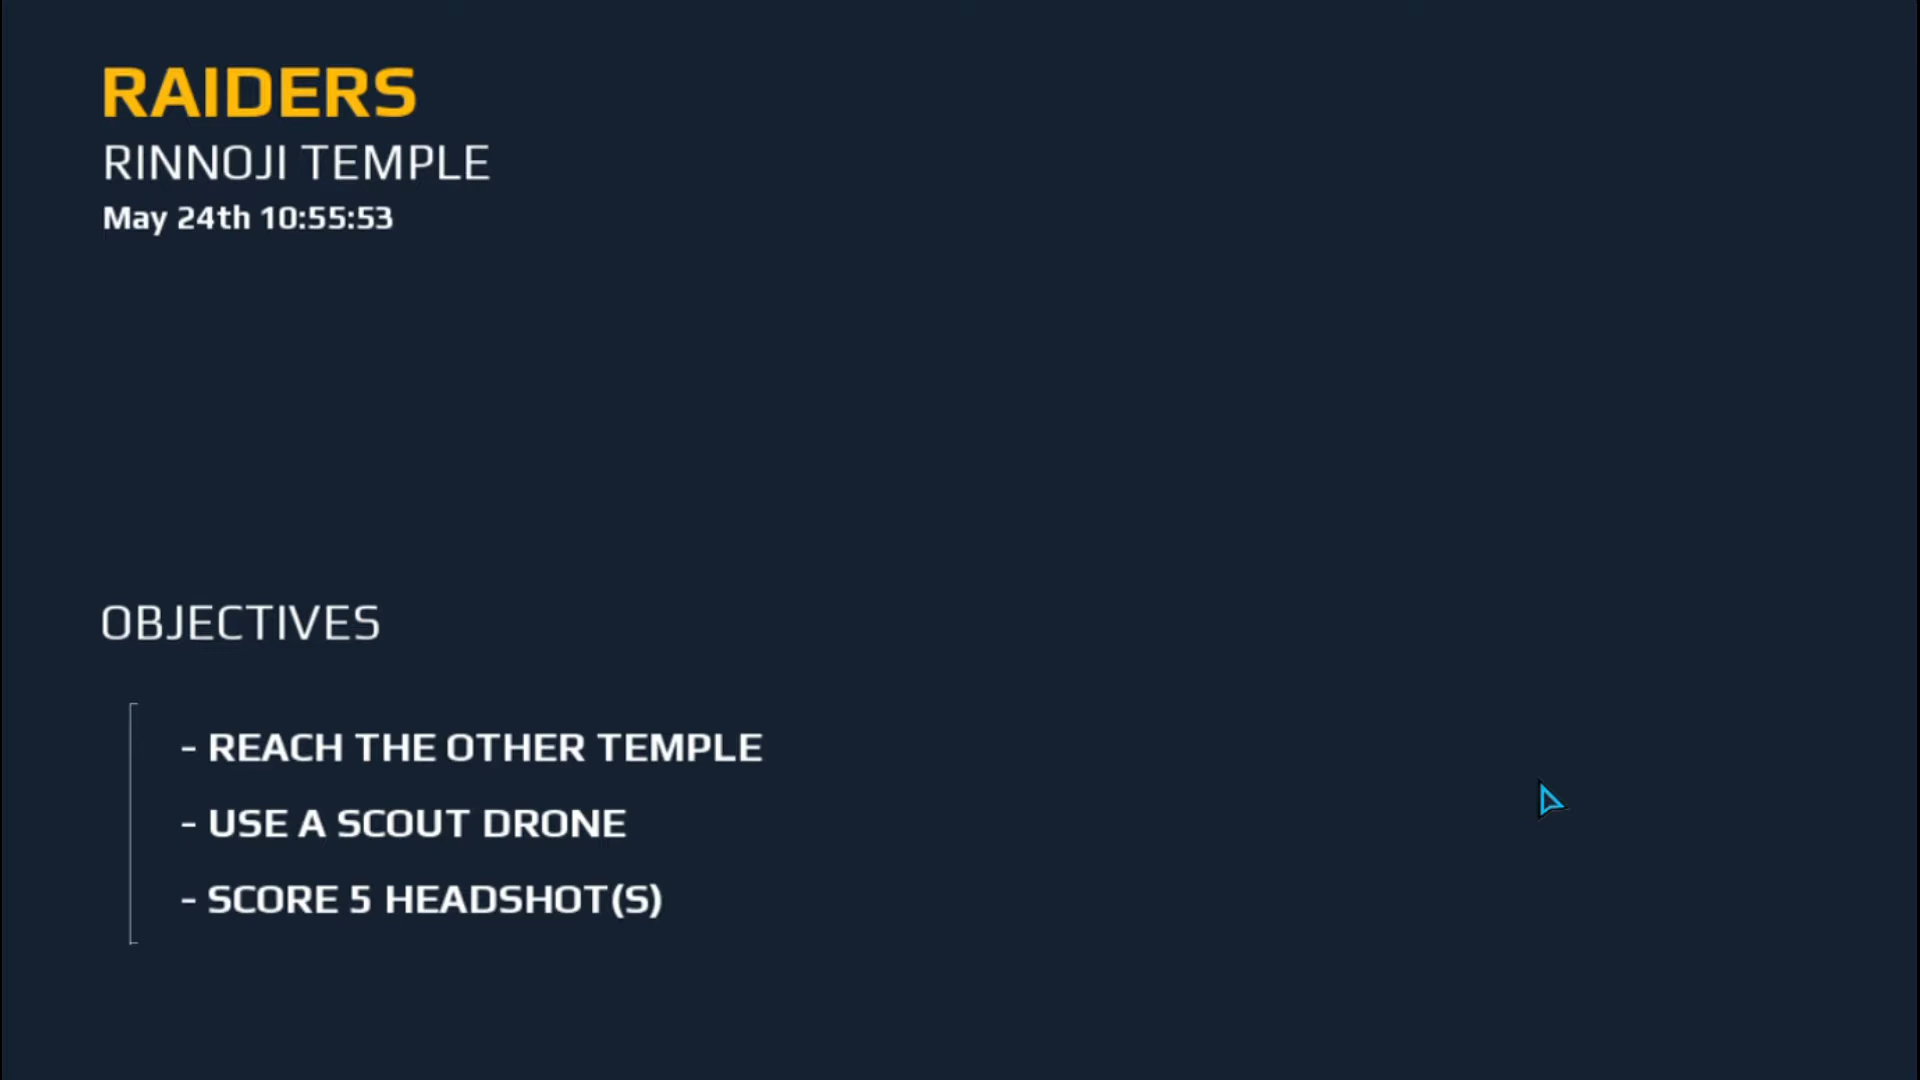 RAIDERS
RINNOJI TEMPLE
May 24th 10:55:53
OBJECTIVES
- REACH THE OTHER TEMPLE
- USE A SCOUT DRONE
- SCORE 5 HEADSHOT(S)